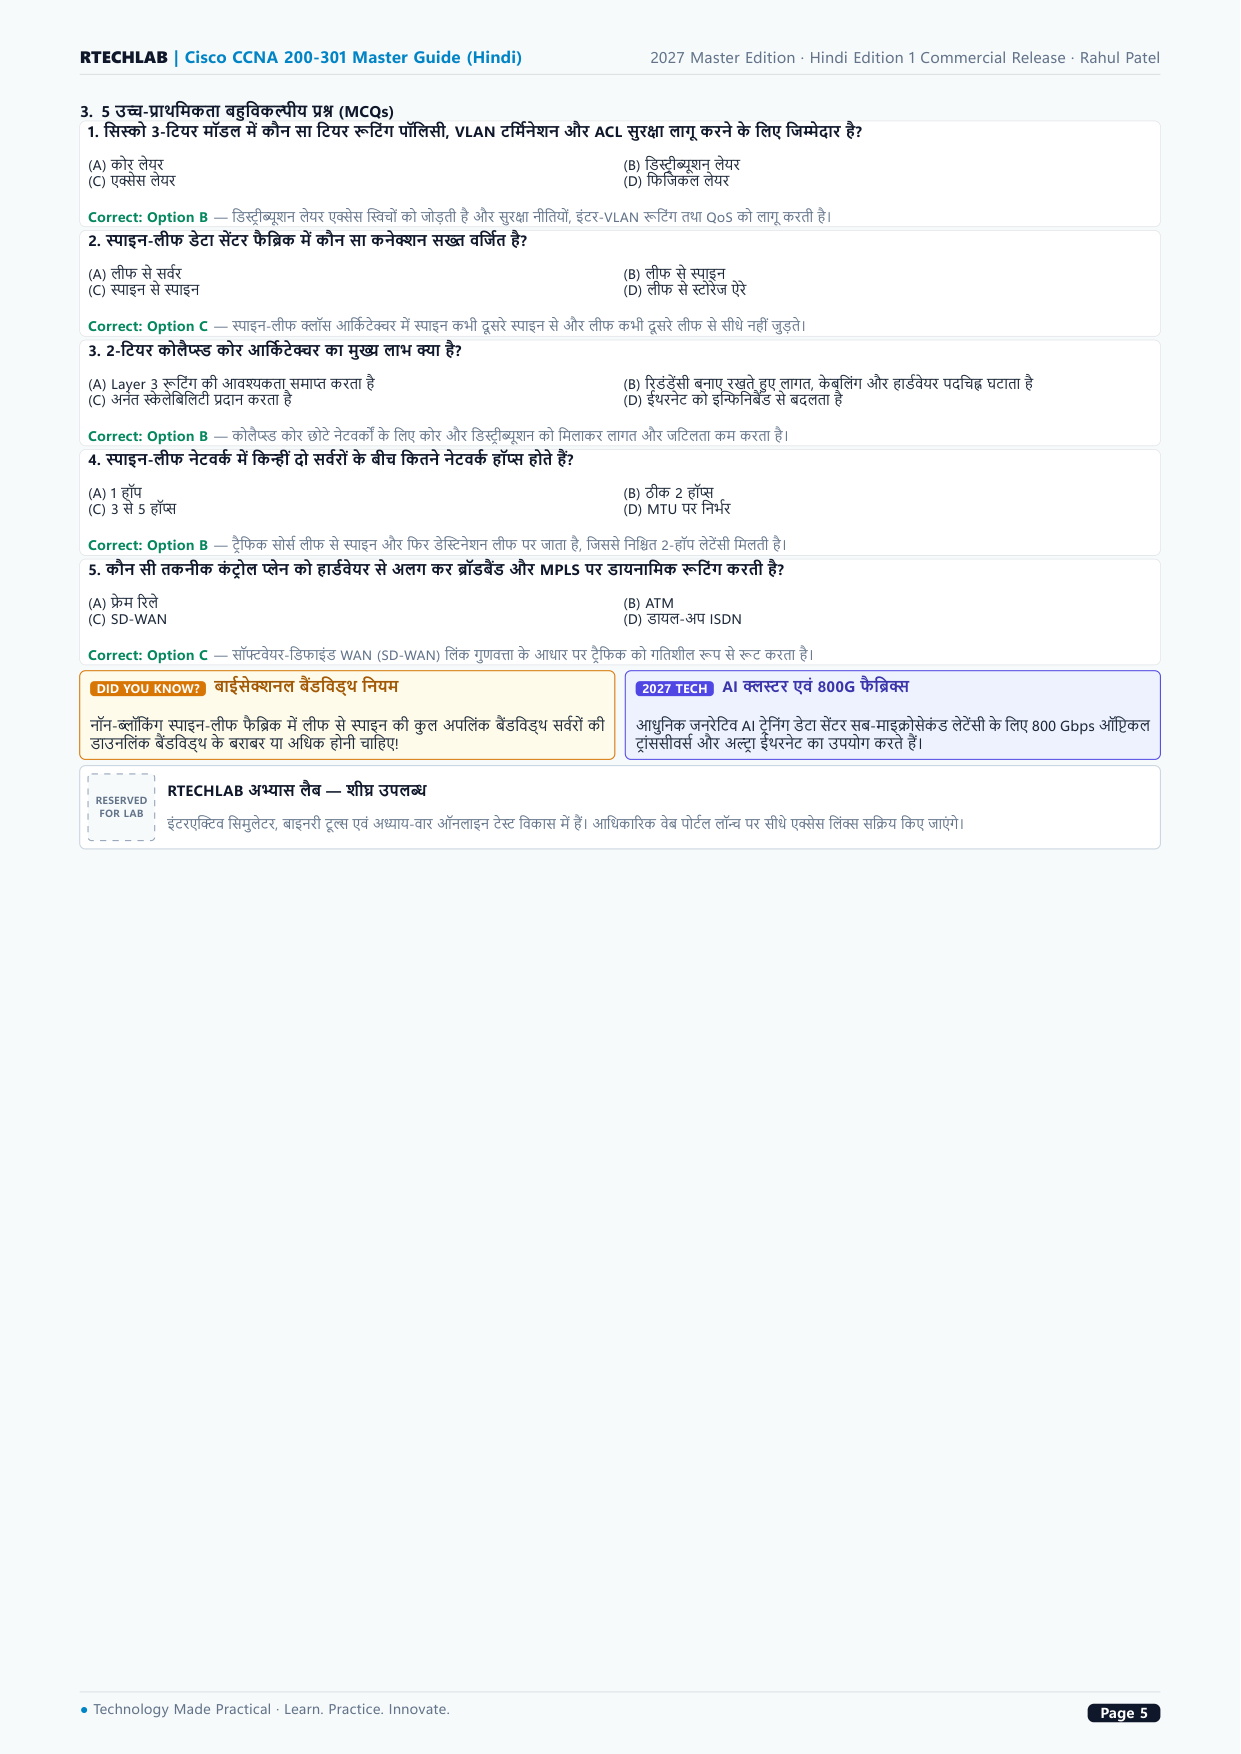 RTECHLAB | Cisco CCNA 200-301 Master Guide (Hindi)
2027 Master Edition · Hindi Edition 1 Commercial Release · Rahul Patel
3. 5 उच्च-प्राथमिकता बहुविकल्पीय प्रश्न (MCQs)
1. सिस्को 3-टियर मॉडल में कौन सा टियर रूटिंग पॉलिसी, VLAN टर्मिनेशन और ACL सुरक्षा लागू करने के लिए जिम्मेदार है?
(A) कोर लेयर
(B) डिस्ट्रीब्यूशन लेयर
(C) एक्सेस लेयर
(D) फिजिकल लेयर
Correct: Option B — डिस्ट्रीब्यूशन लेयर एक्सेस स्विचों को जोड़ती है और सुरक्षा नीतियों, इंटर-VLAN रूटिंग तथा QoS को लागू करती है।
2. स्पाइन-लीफ डेटा सेंटर फैब्रिक में कौन सा कनेक्शन सख्त वर्जित है?
(A) लीफ से सर्वर
(B) लीफ से स्पाइन
(C) स्पाइन से स्पाइन
(D) लीफ से स्टोरेज ऐरे
Correct: Option C — स्पाइन-लीफ क्लॉस आर्किटेक्चर में स्पाइन कभी दूसरे स्पाइन से और लीफ कभी दूसरे लीफ से सीधे नहीं जुड़ते।
3. 2-टियर कोलैप्स्ड कोर आर्किटेक्चर का मुख्य लाभ क्या है?
(A) Layer 3 रूटिंग की आवश्यकता समाप्त करता है
(B) रिडंडेंसी बनाए रखते हुए लागत, केबलिंग और हार्डवेयर पदचिह्न घटाता है
(C) अनंत स्केलेबिलिटी प्रदान करता है
(D) ईथरनेट को इन्फिनिबैंड से बदलता है
Correct: Option B — कोलैप्स्ड कोर छोटे नेटवर्कों के लिए कोर और डिस्ट्रीब्यूशन को मिलाकर लागत और जटिलता कम करता है।
4. स्पाइन-लीफ नेटवर्क में किन्हीं दो सर्वरों के बीच कितने नेटवर्क हॉप्स होते हैं?
(A) 1 हॉप
(B) ठीक 2 हॉप्स
(C) 3 से 5 हॉप्स
(D) MTU पर निर्भर
Correct: Option B — ट्रैफिक सोर्स लीफ से स्पाइन और फिर डेस्टिनेशन लीफ पर जाता है, जिससे निश्चित 2-हॉप लेटेंसी मिलती है।
5. कौन सी तकनीक कंट्रोल प्लेन को हार्डवेयर से अलग कर ब्रॉडबैंड और MPLS पर डायनामिक रूटिंग करती है?
(A) फ्रेम रिले
(B) ATM
(C) SD-WAN
(D) डायल-अप ISDN
Correct: Option C — सॉफ्टवेयर-डिफाइंड WAN (SD-WAN) लिंक गुणवत्ता के आधार पर ट्रैफिक को गतिशील रूप से रूट करता है।
DID YOU KNOW? बाईसेक्शनल बैंडविड्थ नियम
नॉन-ब्लॉकिंग स्पाइन-लीफ फैब्रिक में लीफ से स्पाइन की कुल अपलिंक बैंडविड्थ सर्वरों की
डाउनलिंक बैंडविड्थ के बराबर या अधिक होनी चाहिए!
2027 TECH AI क्लस्टर एवं 800G फैब्रिक्स
आधुनिक जनरेटिव AI ट्रेनिंग डेटा सेंटर सब-माइक्रोसेकंड लेटेंसी के लिए 800 Gbps ऑप्टिकल
ट्रांससीवर्स और अल्ट्रा ईथरनेट का उपयोग करते हैं।
RESERVED
FOR LAB
RTECHLAB अभ्यास लैब — शीघ्र उपलब्ध
इंटरएक्टिव सिमुलेटर, बाइनरी टूल्स एवं अध्याय-वार ऑनलाइन टेस्ट विकास में हैं। आधिकारिक वेब पोर्टल लॉन्च पर सीधे एक्सेस लिंक्स सक्रिय किए जाएंगे।
• Technology Made Practical · Learn. Practice. Innovate.
Page 5